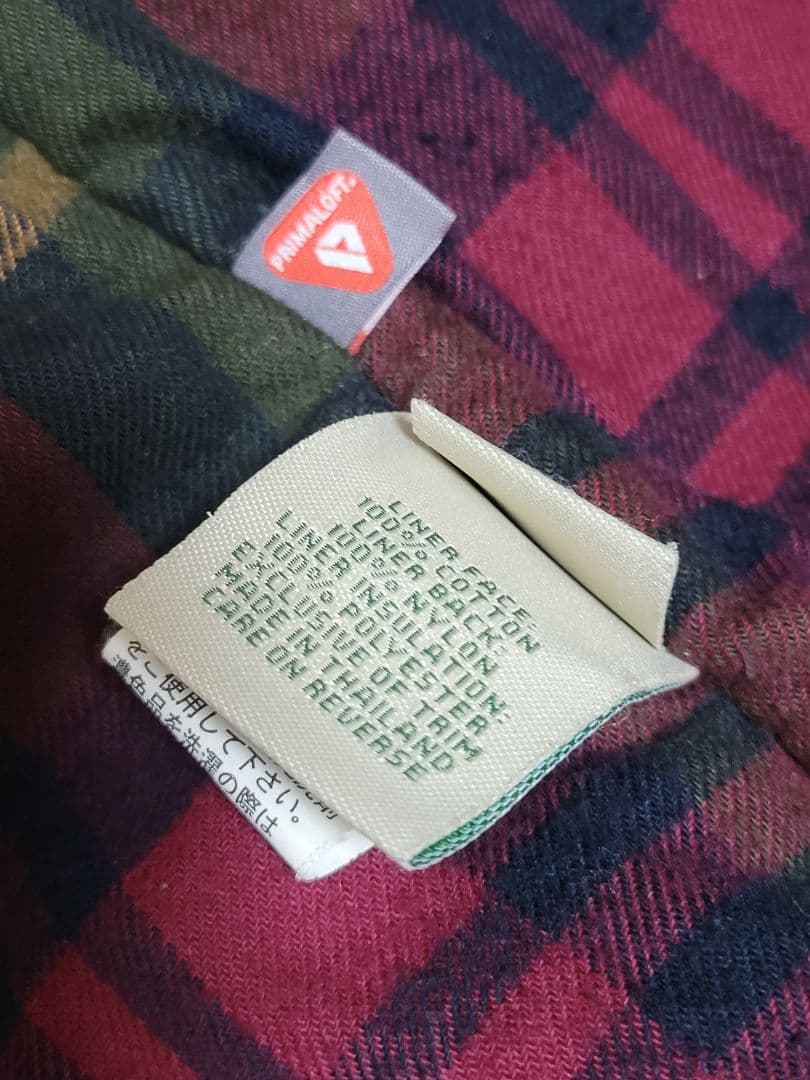 PRIMALOFT®
LINER FACE:
100% COTTON
LINER BACK:
100% NYLON
LINER INSULATION:
100% POLYESTER
EXCLUSIVE OF TRIM
MADE IN THAILAND
CARE ON REVERSE
をご使用して下さい。
濃色品を洗濯の際は